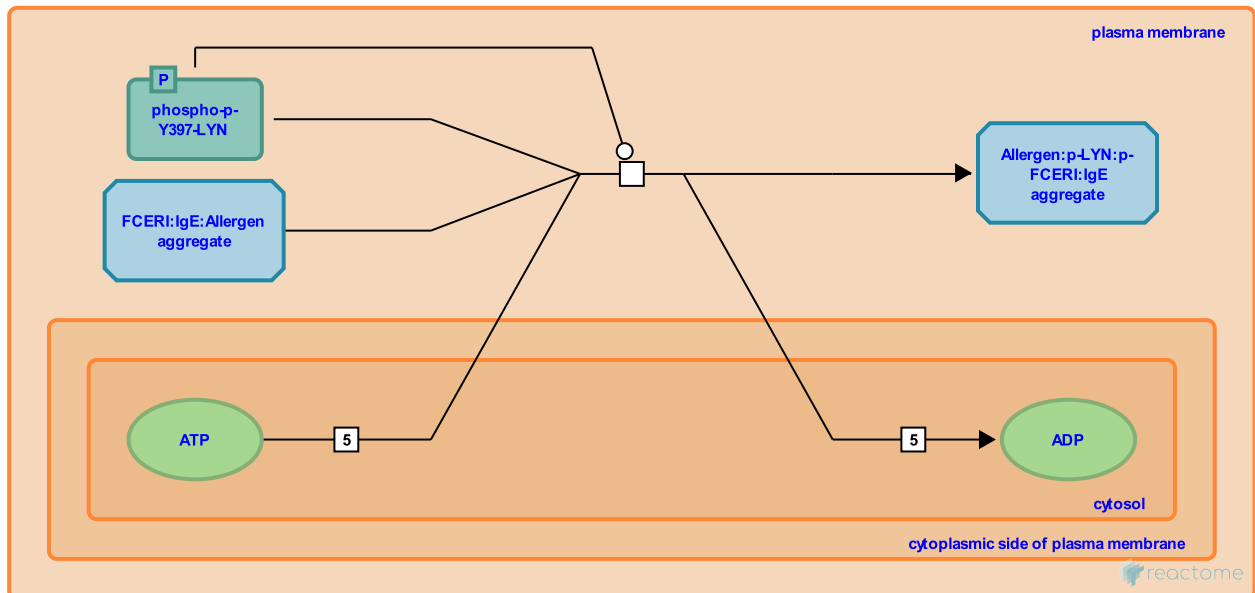 plasma membrane
P
phospho-p-
Y397-LYN
Allergen:p-LYN:p-
FCERI:IgE
aggregate
FCERI:IgE:Allergen
aggregate
ATP
5
5
ADP
cytosol
cytoplasmic side of plasma membrane
reactome